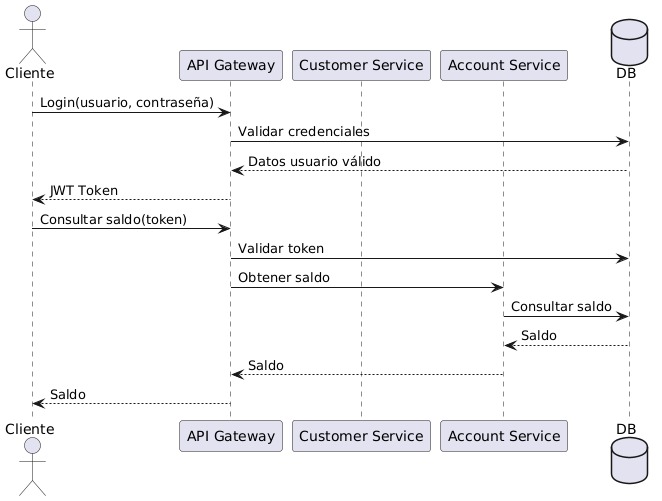 Cliente
API Gateway
Customer Service
Account Service
DB
Login(usuario, contraseña)
Validar credenciales
Datos usuario válido
JWT Token
Consultar saldo(token)
Validar token
Obtener saldo
Consultar saldo
Saldo
Saldo
Saldo
Cliente
API Gateway
Customer Service
Account Service
DB